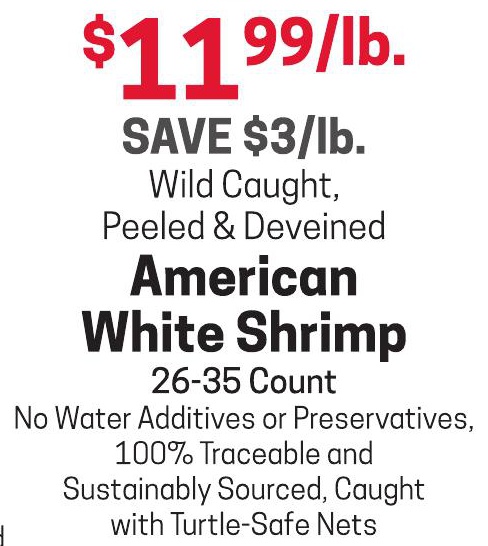 $11 99/lb.
SAVE $3/lb.
Wild Caught,
Peeled & Deveined
American
White Shrimp
26-35 Count
No Water Additives or Preservatives,
100% Traceable and
Sustainably Sourced, Caught
with Turtle-Safe Nets